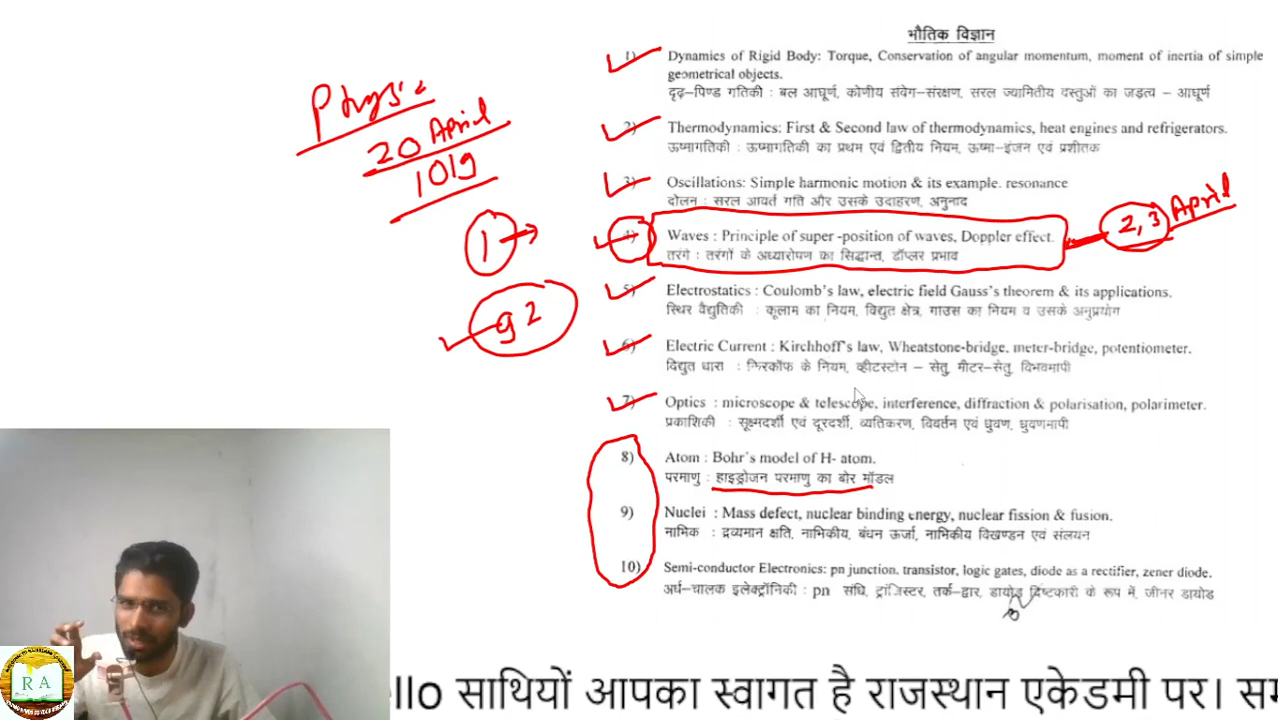 भौतिक विज्ञान
1) Dynamics of Rigid Body: Torque, Conservation of angular momentum, moment of inertia of simple
geometrical objects.
दृढ़–पिण्ड गतिकी : बल आघूर्ण, कोणीय संवेग–संरक्षण, सरल ज्यामितीय वस्तुओं का जड़त्व – आघूर्ण
2) Thermodynamics: First & Second law of thermodynamics, heat engines and refrigerators.
ऊष्मागतिकी : ऊष्मागतिकी का प्रथम एवं द्वितीय नियम, ऊष्मा–इंजन एवं प्रशीतक
3) Oscillations: Simple harmonic motion & its example. resonance
दोलन : सरल आवर्त गति और उसके उदाहरण, अनुनाद
4) Waves : Principle of super -position of waves, Doppler effect.
तरंगे : तरंगों के अध्यारोपण का सिद्धान्त, डॉप्लर प्रभाव
5) Electrostatics : Coulomb's law, electric field Gauss's theorem & its applications.
स्थिर वैद्युतिकी : कूलाम का नियम, विद्युत क्षेत्र, गाउस का नियम व उसके अनुप्रयोग
6) Electric Current : Kirchhoff's law, Wheatstone-bridge, meter-bridge, potentiometer.
विद्युत धारा : किरकॉफ के नियम, व्हीटस्टोन – सेतु, मीटर–सेतु, विभवमापी
7) Optics : microscope & telescope, interference, diffraction & polarisation, polarimeter.
प्रकाशिकी : सूक्ष्मदर्शी एवं दूरदर्शी, व्यतिकरण, विवर्तन एवं ध्रुवण, ध्रुवणमापी
8) Atom : Bohr's model of H- atom.
परमाणु : हाइड्रोजन परमाणु का बोर मॉडल
9) Nuclei : Mass defect, nuclear binding energy, nuclear fission & fusion.
नाभिक : द्रव्यमान क्षति, नाभिकीय, बंधन ऊर्जा, नाभिकीय विखण्डन एवं संलयन
10) Semi-conductor Electronics: pn junction. transistor, logic gates, diode as a rectifier, zener diode.
अर्ध–चालक इलेक्ट्रॉनिकी : pn संधि, ट्रांजिस्टर, तर्क–द्वार, डायोड दिष्टकारी के रूप में, जीनर डायोड
Physics
20 April
1019
1
92
2, 3 April
R A
llo साथियों आपका स्वागत है राजस्थान एकेडमी पर। सम